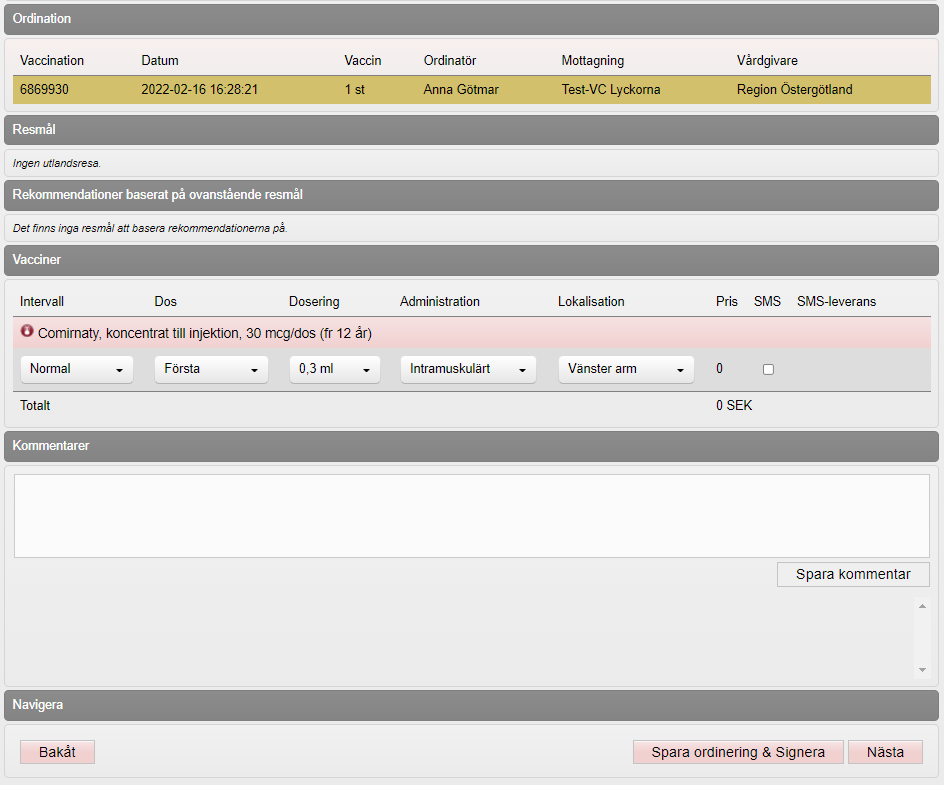 Ordination
Vaccination Datum Vaccin Ordinatör Mottagning Vårdgivare
6869930 2022-02-16 16:28:21 1 st Anna Götmar Test-VC Lyckorna Region Östergötland
Resmål
Ingen utlandsresa.
Rekommendationer baserat på ovanstående resmål
Det finns inga resmål att basera rekommendationerna på.
Vacciner
Intervall Dos Dosering Administration Lokalisation Pris SMS SMS-leverans
Comirnaty, koncentrat till injektion, 30 mcg/dos (fr 12 år)
Normal Första 0,3 ml Intramuskulärt Vänster arm 0
Totalt 0 SEK
Kommentarer
Spara kommentar
Navigera
Bakåt Spara ordinering & Signera Nästa